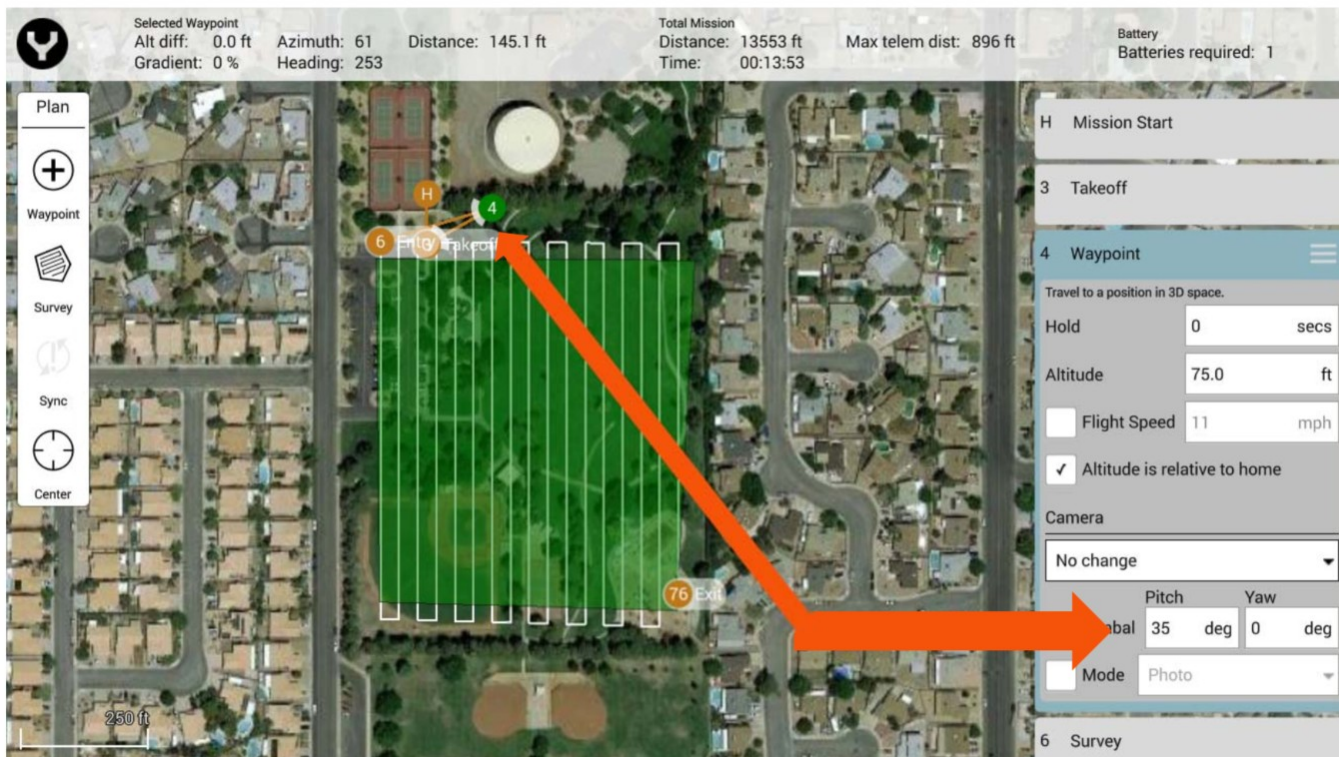 Selected Waypoint
Alt diff: 0.0 ft Azimuth: 61 Distance: 145.1 ft
Gradient: 0 % Heading: 253
Total Mission
Distance: 13553 ft Max telem dist: 896 ft
Time: 00:13:53
Battery
Batteries required: 1
Plan
Waypoint
Survey
Sync
Center
H
4
6 Entry
Takeoff
76 Exit
250 ft
H Mission Start
3 Takeoff
4 Waypoint
Travel to a position in 3D space.
Hold 0 secs
Altitude 75.0 ft
Flight Speed 11 mph
Altitude is relative to home
Camera
No change
Pitch Yaw
35 deg 0 deg
Mode Photo
6 Survey